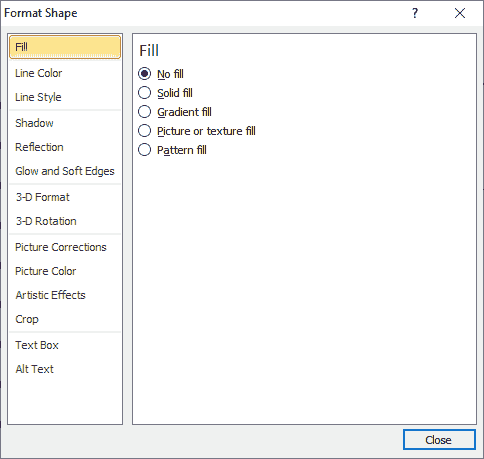 Format Shape
?
Fill
Line Color
Line Style
Shadow
Reflection
Glow and Soft Edges
3-D Format
3-D Rotation
Picture Corrections
Picture Color
Artistic Effects
Crop
Text Box
Alt Text
Fill
No fill
Solid fill
Gradient fill
Picture or texture fill
Pattern fill
Close